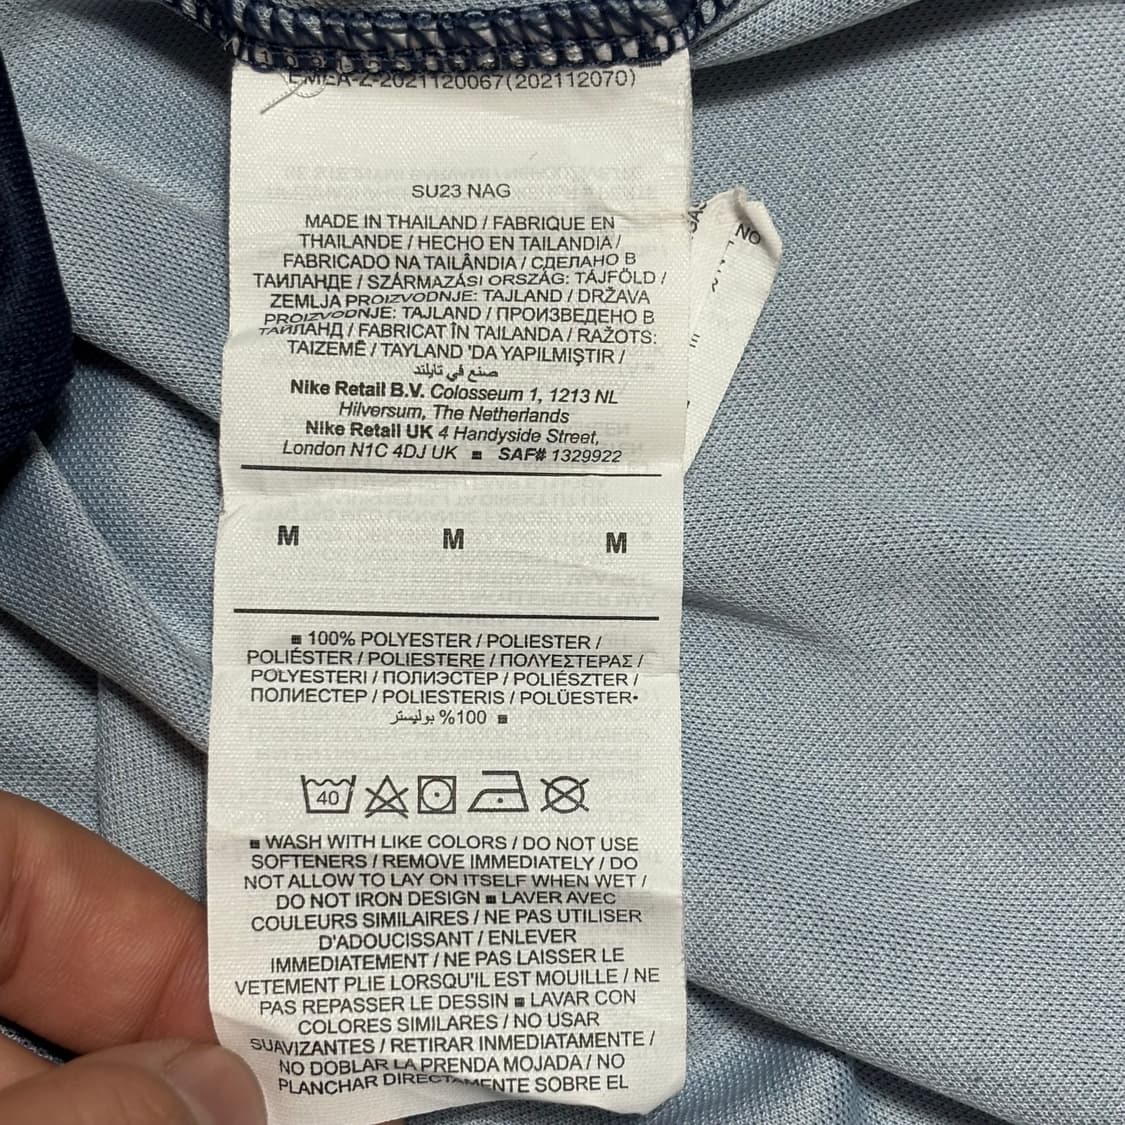 EMEA-Z-2021120067(202112070)
SU23 NAG
MADE IN THAILAND / FABRIQUE EN
THAILANDE / HECHO EN TAILANDIA /
FABRICADO NA TAILÂNDIA / СДЕЛАНО В
ТАИЛАНДЕ / SZÁRMAZÁSI ORSZÁG: TÁJFÖLD /
ZEMLJA PROIZVODNJE: TAJLAND / DRŽAVA
PROIZVODNJE: TAJLAND / ПРОИЗВЕДЕНО В
ТАЙЛАНД / FABRICAT ÎN TAILANDA / RAŽOTS:
TAIZEMĒ / TAYLAND 'DA YAPILMIŞTIR /
صنع في تايلند
Nike Retail B.V. Colosseum 1, 1213 NL
Hilversum, The Netherlands
Nike Retail UK 4 Handyside Street,
London N1C 4DJ UK ■ SAF# 1329922
M M M
■ 100% POLYESTER / POLIESTER /
POLIÉSTER / POLIESTERE / ΠΟΛΥΕΣΤΕΡΑΣ /
POLYESTERI / ПОЛИЭСТЕР / POLIÉSZTER /
ПОЛИЕСТЕР / POLIESTERIS / POLÜESTER•
100% بوليستر ■
40
■ WASH WITH LIKE COLORS / DO NOT USE
SOFTENERS / REMOVE IMMEDIATELY / DO
NOT ALLOW TO LAY ON ITSELF WHEN WET /
DO NOT IRON DESIGN ■ LAVER AVEC
COULEURS SIMILAIRES / NE PAS UTILISER
D'ADOUCISSANT / ENLEVER
IMMEDIATEMENT / NE PAS LAISSER LE
VETEMENT PLIE LORSQU'IL EST MOUILLE / NE
PAS REPASSER LE DESSIN ■ LAVAR CON
COLORES SIMILARES / NO USAR
SUAVIZANTES / RETIRAR INMEDIATAMENTE /
NO DOBLAR LA PRENDA MOJADA / NO
PLANCHAR DIRECTAMENTE SOBRE EL
NO